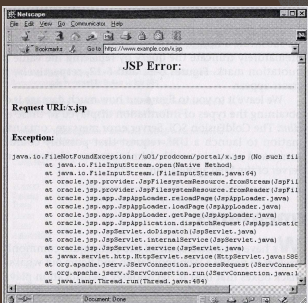 Netscape
File Edit View Go Communicator Help
Bookmarks Go to: https://www.example.com/x.jsp
JSP Error:
Request URI:/x.jsp
Exception:
java.io.FileNotFoundException: /u01/prodcomn/portal/x.jsp (No such fil
at java.io.FileInputStream.open(Native Method)
at java.io.FileInputStream.<init>(FileInputStream.java:64)
at oracle.jsp.provider.JspFilesystemResource.fromStream(JspFil
at oracle.jsp.provider.JspFilesystemResource.fromReader(JspFil
at oracle.jsp.app.JspAppLoader.reloadPage(JspAppLoader.java)
at oracle.jsp.app.JspAppLoader.loadPage(JspAppLoader.java)
at oracle.jsp.app.JspAppLoader.getPage(JspAppLoader.java)
at oracle.jsp.app.JspApplication.dispatchRequest(JspApplicatic
at oracle.jsp.JspServlet.doDispatch(JspServlet.java)
at oracle.jsp.JspServlet.internalService(JspServlet.java)
at oracle.jsp.JspServlet.service(JspServlet.java)
at javax.servlet.http.HttpServlet.service(HttpServlet.java:588
at org.apache.jserv.JServConnection.processRequest(JServConnec
at org.apache.jserv.JServConnection.run(JServConnection.java:1
at java.lang.Thread.run(Thread.java:484)
Document: Done